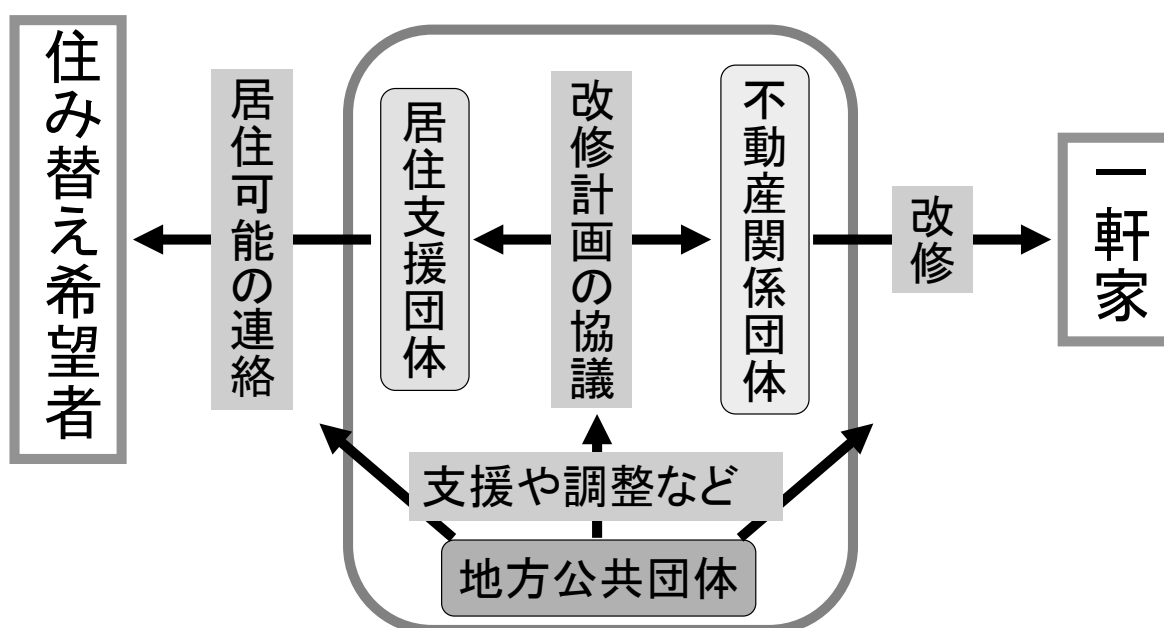 住み替え希望者
居住可能の連絡
居住支援団体
改修計画の協議
不動産関係団体
改修
一軒家
支援や調整など
地方公共団体